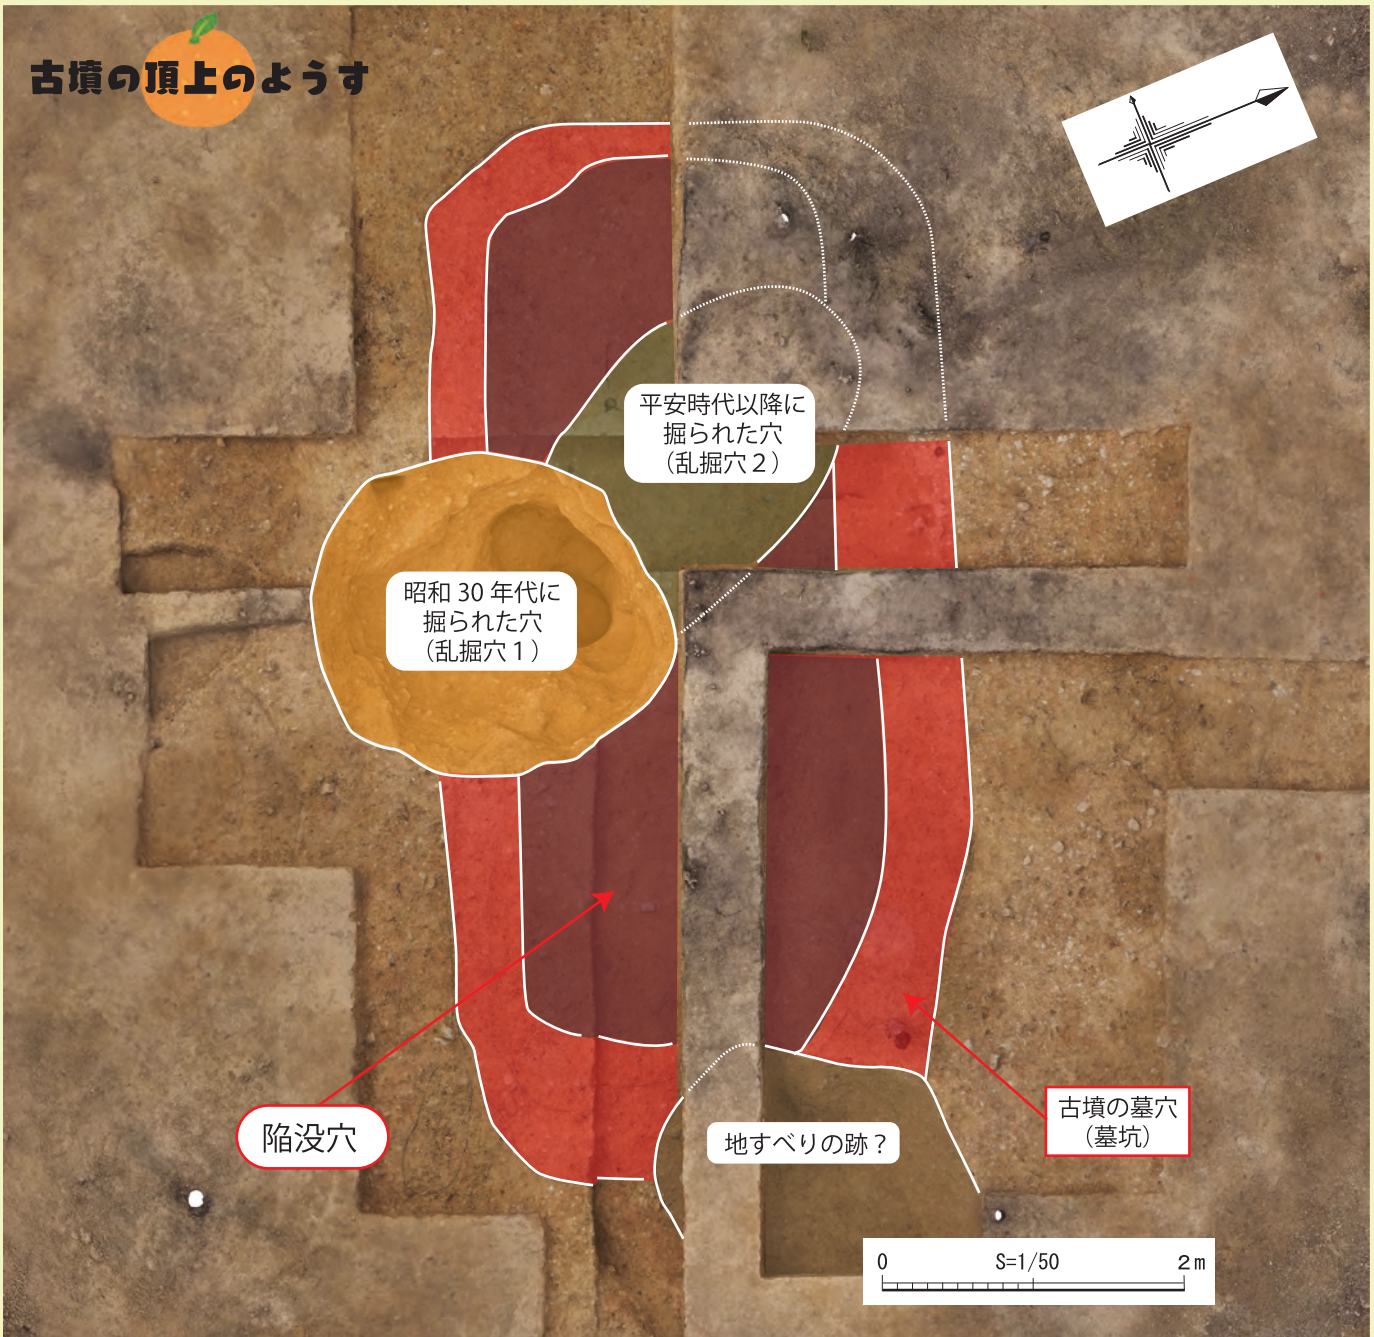 古墳の頂上のようす
平安時代以降に
掘られた穴
（乱掘穴２）
昭和 30 年代に
掘られた穴
（乱掘穴１）
陥没穴
古墳の墓穴
（墓坑）
地すべりの跡？
0 S=1/50 2m